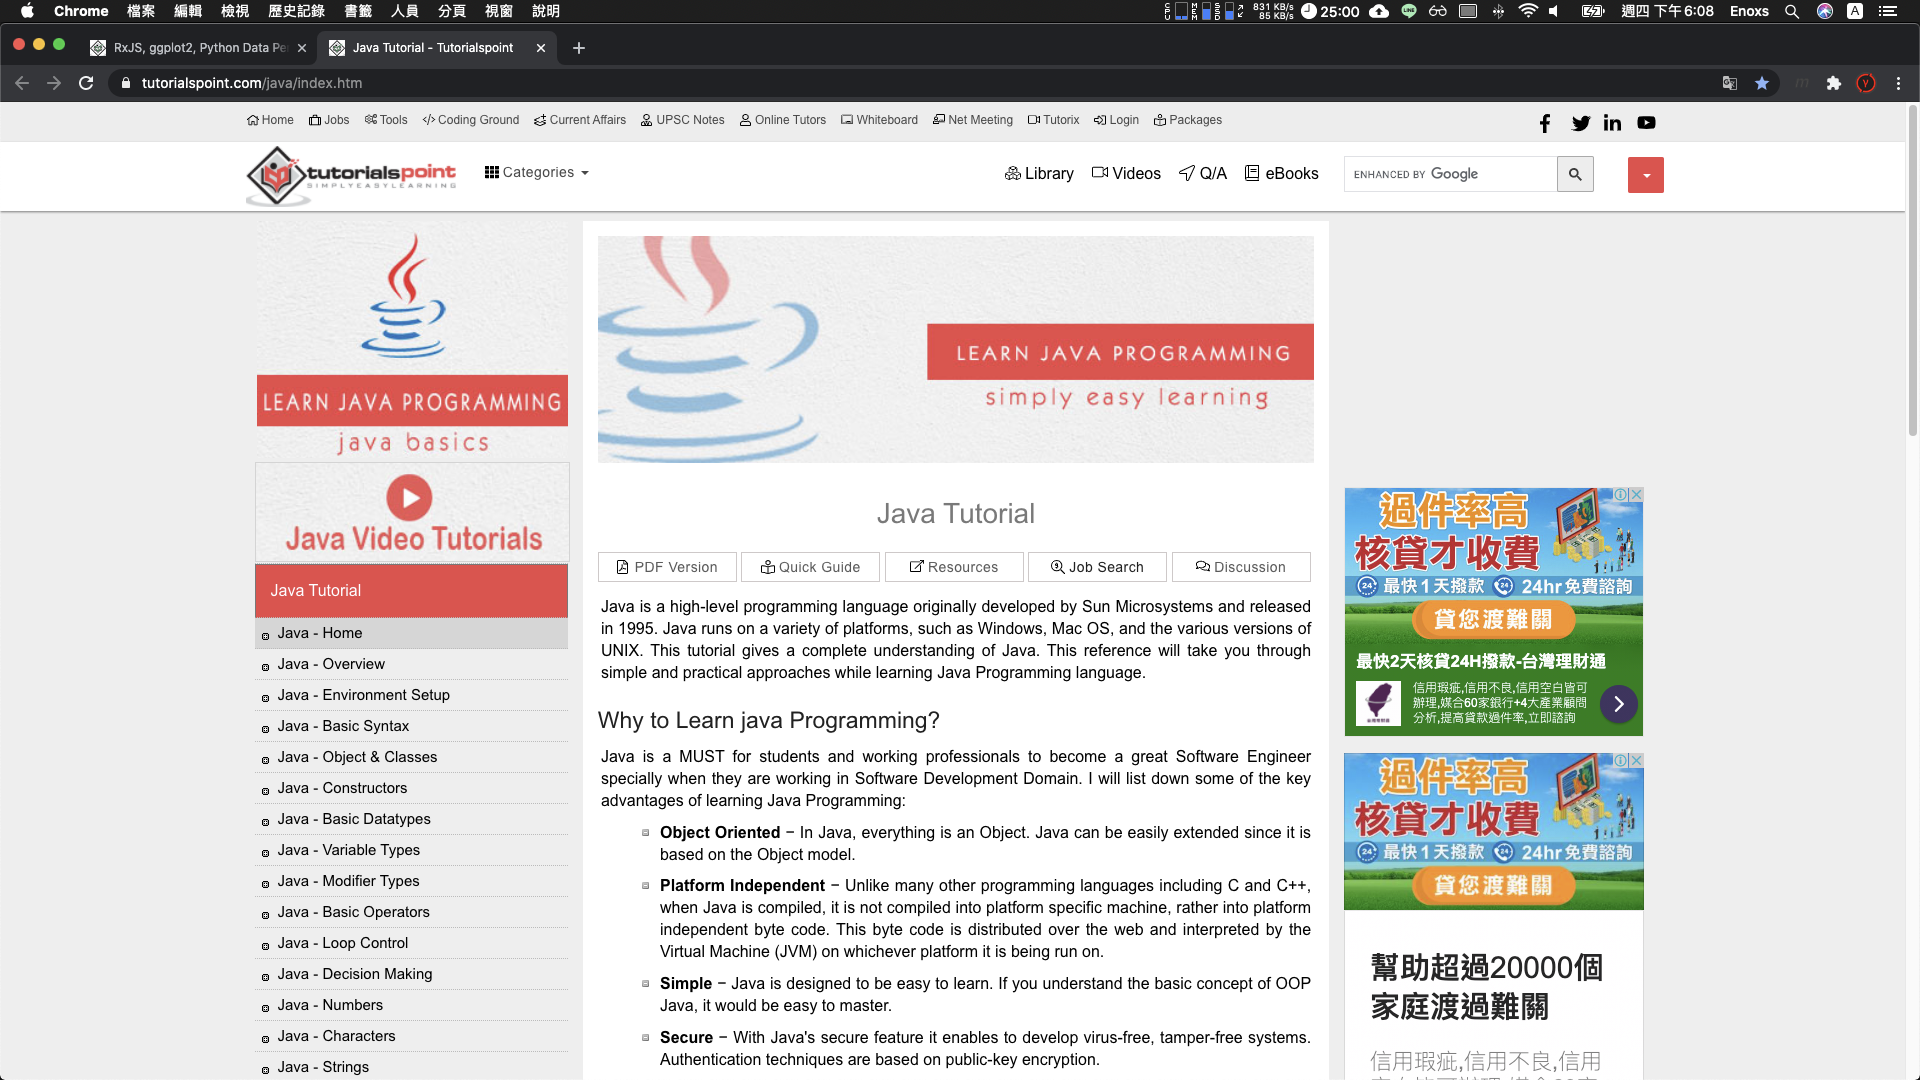 Chrome 檔案 編輯 檢視 歷史記錄 書籤 人員 分頁 視窗 說明 CPU MEM SSD 831 KB/s 85 KB/s 25:00 週四 下午6:08 Enoxs A
RxJS, ggplot2, Python Data Pe Java Tutorial - Tutorialspoint
tutorialspoint.com/java/index.htm
Home Jobs Tools Coding Ground Current Affairs UPSC Notes Online Tutors Whiteboard Net Meeting Tutorix Login Packages
tutorialspoint
SIMPLYEASYLEARNING
Categories
Library Videos Q/A eBooks ENHANCED BY Google
LEARN JAVA PROGRAMMING
java basics
Java Video Tutorials
Java Tutorial
Java - Home
Java - Overview
Java - Environment Setup
Java - Basic Syntax
Java - Object & Classes
Java - Constructors
Java - Basic Datatypes
Java - Variable Types
Java - Modifier Types
Java - Basic Operators
Java - Loop Control
Java - Decision Making
Java - Numbers
Java - Characters
Java - Strings
LEARN JAVA PROGRAMMING
simply easy learning
Java Tutorial
PDF Version Quick Guide Resources Job Search Discussion
Java is a high-level programming language originally developed by Sun Microsystems and released
in 1995. Java runs on a variety of platforms, such as Windows, Mac OS, and the various versions of
UNIX. This tutorial gives a complete understanding of Java. This reference will take you through
simple and practical approaches while learning Java Programming language.
Why to Learn java Programming?
Java is a MUST for students and working professionals to become a great Software Engineer
specially when they are working in Software Development Domain. I will list down some of the key
advantages of learning Java Programming:
Object Oriented − In Java, everything is an Object. Java can be easily extended since it is
based on the Object model.
Platform Independent − Unlike many other programming languages including C and C++,
when Java is compiled, it is not compiled into platform specific machine, rather into platform
independent byte code. This byte code is distributed over the web and interpreted by the
Virtual Machine (JVM) on whichever platform it is being run on.
Simple − Java is designed to be easy to learn. If you understand the basic concept of OOP
Java, it would be easy to master.
Secure − With Java's secure feature it enables to develop virus-free, tamper-free systems.
Authentication techniques are based on public-key encryption.
過件率高
核貸才收費
24 最快1天撥款 24 24hr免費諮詢
貸您渡難關
最快2天核貸24H撥款-台灣理財通
信用瑕疵,信用不良,信用空白皆可
辦理,媒合60家銀行+4大產業顧問
分析,提高貸款過件率,立即諮詢
過件率高
核貸才收費
24 最快1天撥款 24 24hr免費諮詢
貸您渡難關
幫助超過20000個
家庭渡過難關
信用瑕疵,信用不良,信用